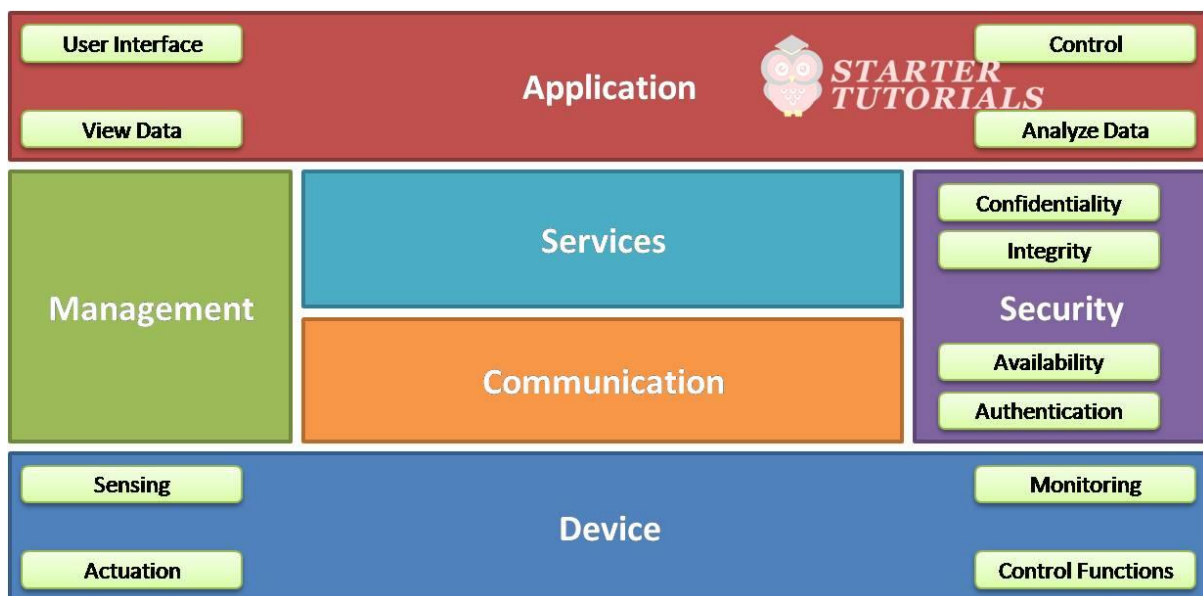 User Interface
Control
Application
STARTER
TUTORIALS
View Data
Analyze Data
Management
Services
Communication
Confidentiality
Integrity
Security
Availability
Authentication
Sensing
Monitoring
Device
Actuation
Control Functions